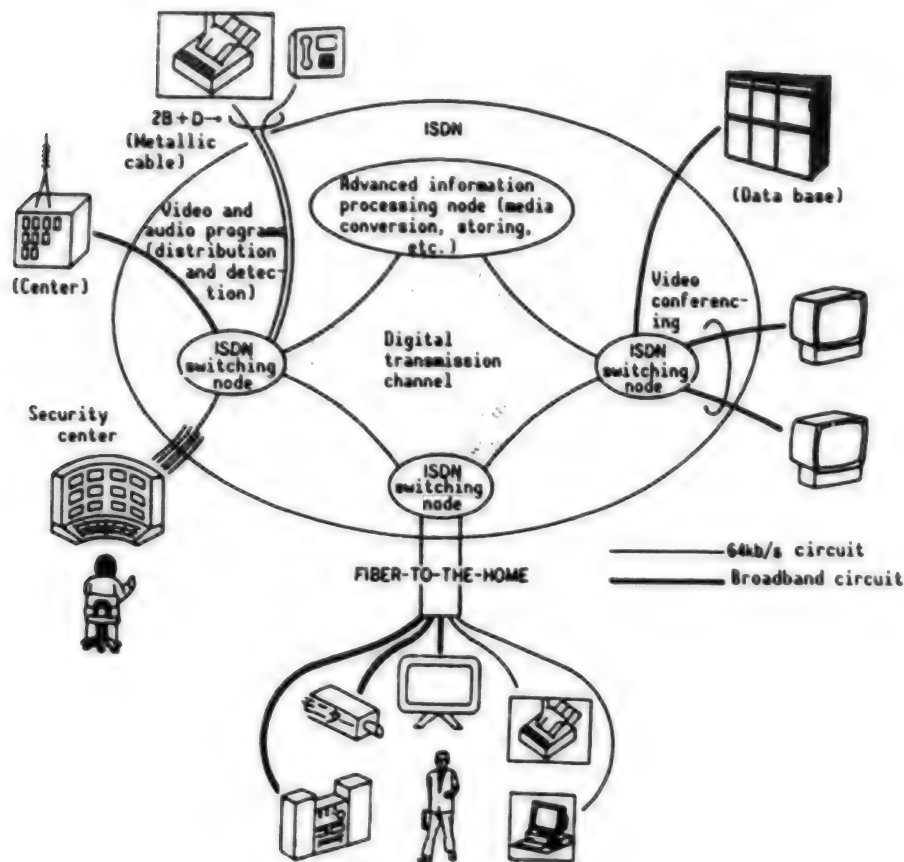 2B+D→
(Metallic
cable)
ISDN
(Data base)
Advanced information
processing node (media
conversion, storing,
etc.)
Video and
audio programs
(distribution
and detec-
tion)
(Center)
Video
conferenc-
ing
Digital
transmission
channel
ISDN
switching
node
ISDN
switching
node
Security
center
ISDN
switching
node
FIBER-TO-THE-HOME
64kb/s circuit
Broadband circuit